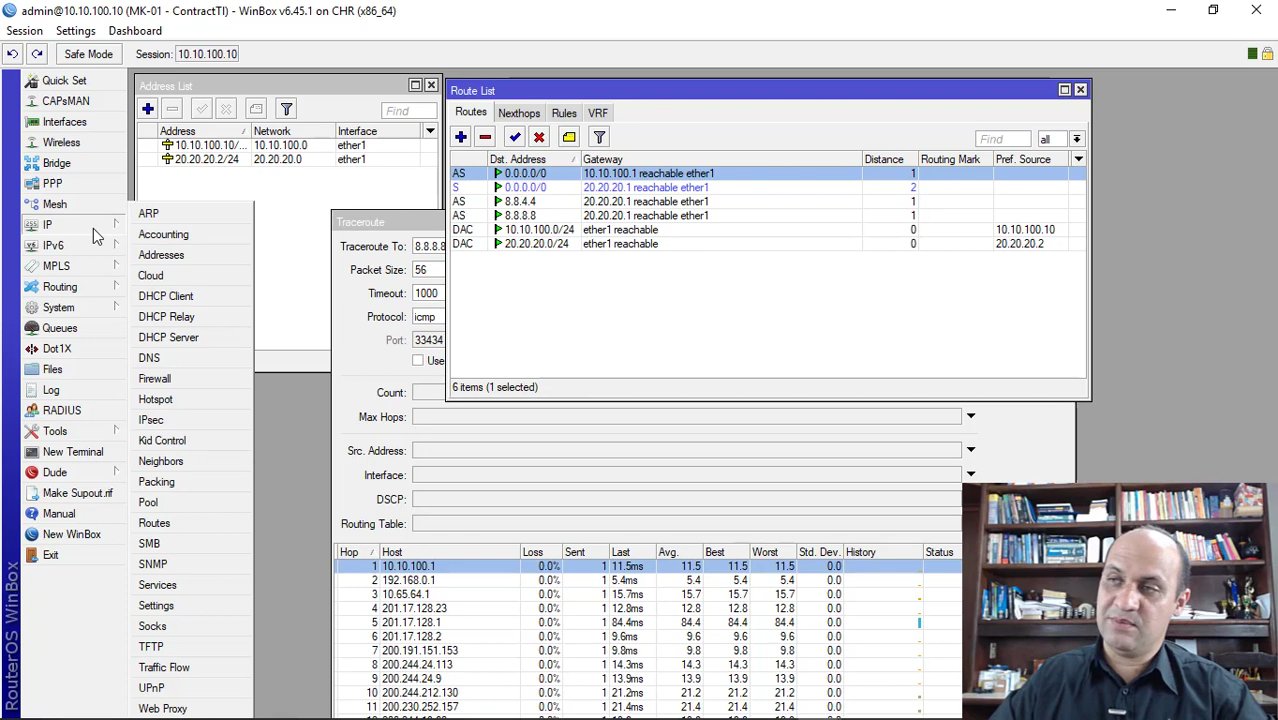 admin@10.10.100.10 (MK-01 - ContractTI) - WinBox v6.45.1 on CHR (x86_64)
Session Settings Dashboard
Safe Mode Session: 10.10.100.10
Quick Set
CAPsMAN
Interfaces
Wireless
Bridge
PPP
Mesh
IP
IPv6
MPLS
Routing
System
Queues
Dot1X
Files
Log
RADIUS
Tools
New Terminal
Dude
Make Supout.rif
Manual
New WinBox
Exit
RouterOS WinBox
ARP
Accounting
Addresses
Cloud
DHCP Client
DHCP Relay
DHCP Server
DNS
Firewall
Hotspot
IPsec
Kid Control
Neighbors
Packing
Pool
Routes
SMB
SNMP
Services
Settings
Socks
TFTP
Traffic Flow
UPnP
Web Proxy
Address List
Find
Address Network Interface
10.10.100.10/... 10.10.100.0 ether1
20.20.20.2/24 20.20.20.0 ether1
Route List
Routes Nexthops Rules VRF
Find all
Dst. Address Gateway Distance Routing Mark Pref. Source
AS 0.0.0.0/0 10.10.100.1 reachable ether1 1
S 0.0.0.0/0 20.20.20.1 reachable ether1 2
AS 8.8.4.4 20.20.20.1 reachable ether1 1
AS 8.8.8.8 20.20.20.1 reachable ether1 1
DAC 10.10.100.0/24 ether1 reachable 0 10.10.100.10
DAC 20.20.20.0/24 ether1 reachable 0 20.20.20.2
6 items (1 selected)
Traceroute
Traceroute To: 8.8.8.8
Packet Size: 56
Timeout: 1000
Protocol: icmp
Port: 33434
Use
Count:
Max Hops:
Src. Address:
Interface:
DSCP:
Routing Table:
Hop Host Loss Sent Last Avg. Best Worst Std. Dev. History Status
1 10.10.100.1 0.0% 1 11.5ms 11.5 11.5 11.5 0.0
2 192.168.0.1 0.0% 1 5.4ms 5.4 5.4 5.4 0.0
3 10.65.64.1 0.0% 1 15.7ms 15.7 15.7 15.7 0.0
4 201.17.128.23 0.0% 1 12.8ms 12.8 12.8 12.8 0.0
5 201.17.128.1 0.0% 1 84.4ms 84.4 84.4 84.4 0.0
6 201.17.128.2 0.0% 1 9.6ms 9.6 9.6 9.6 0.0
7 200.191.151.153 0.0% 1 9.8ms 9.8 9.8 9.8 0.0
8 200.244.24.113 0.0% 1 14.3ms 14.3 14.3 14.3 0.0
9 200.244.24.9 0.0% 1 13.9ms 13.9 13.9 13.9 0.0
10 200.244.212.130 0.0% 1 21.2ms 21.2 21.2 21.2 0.0
11 200.230.252.157 0.0% 1 21.4ms 21.4 21.4 21.4 0.0